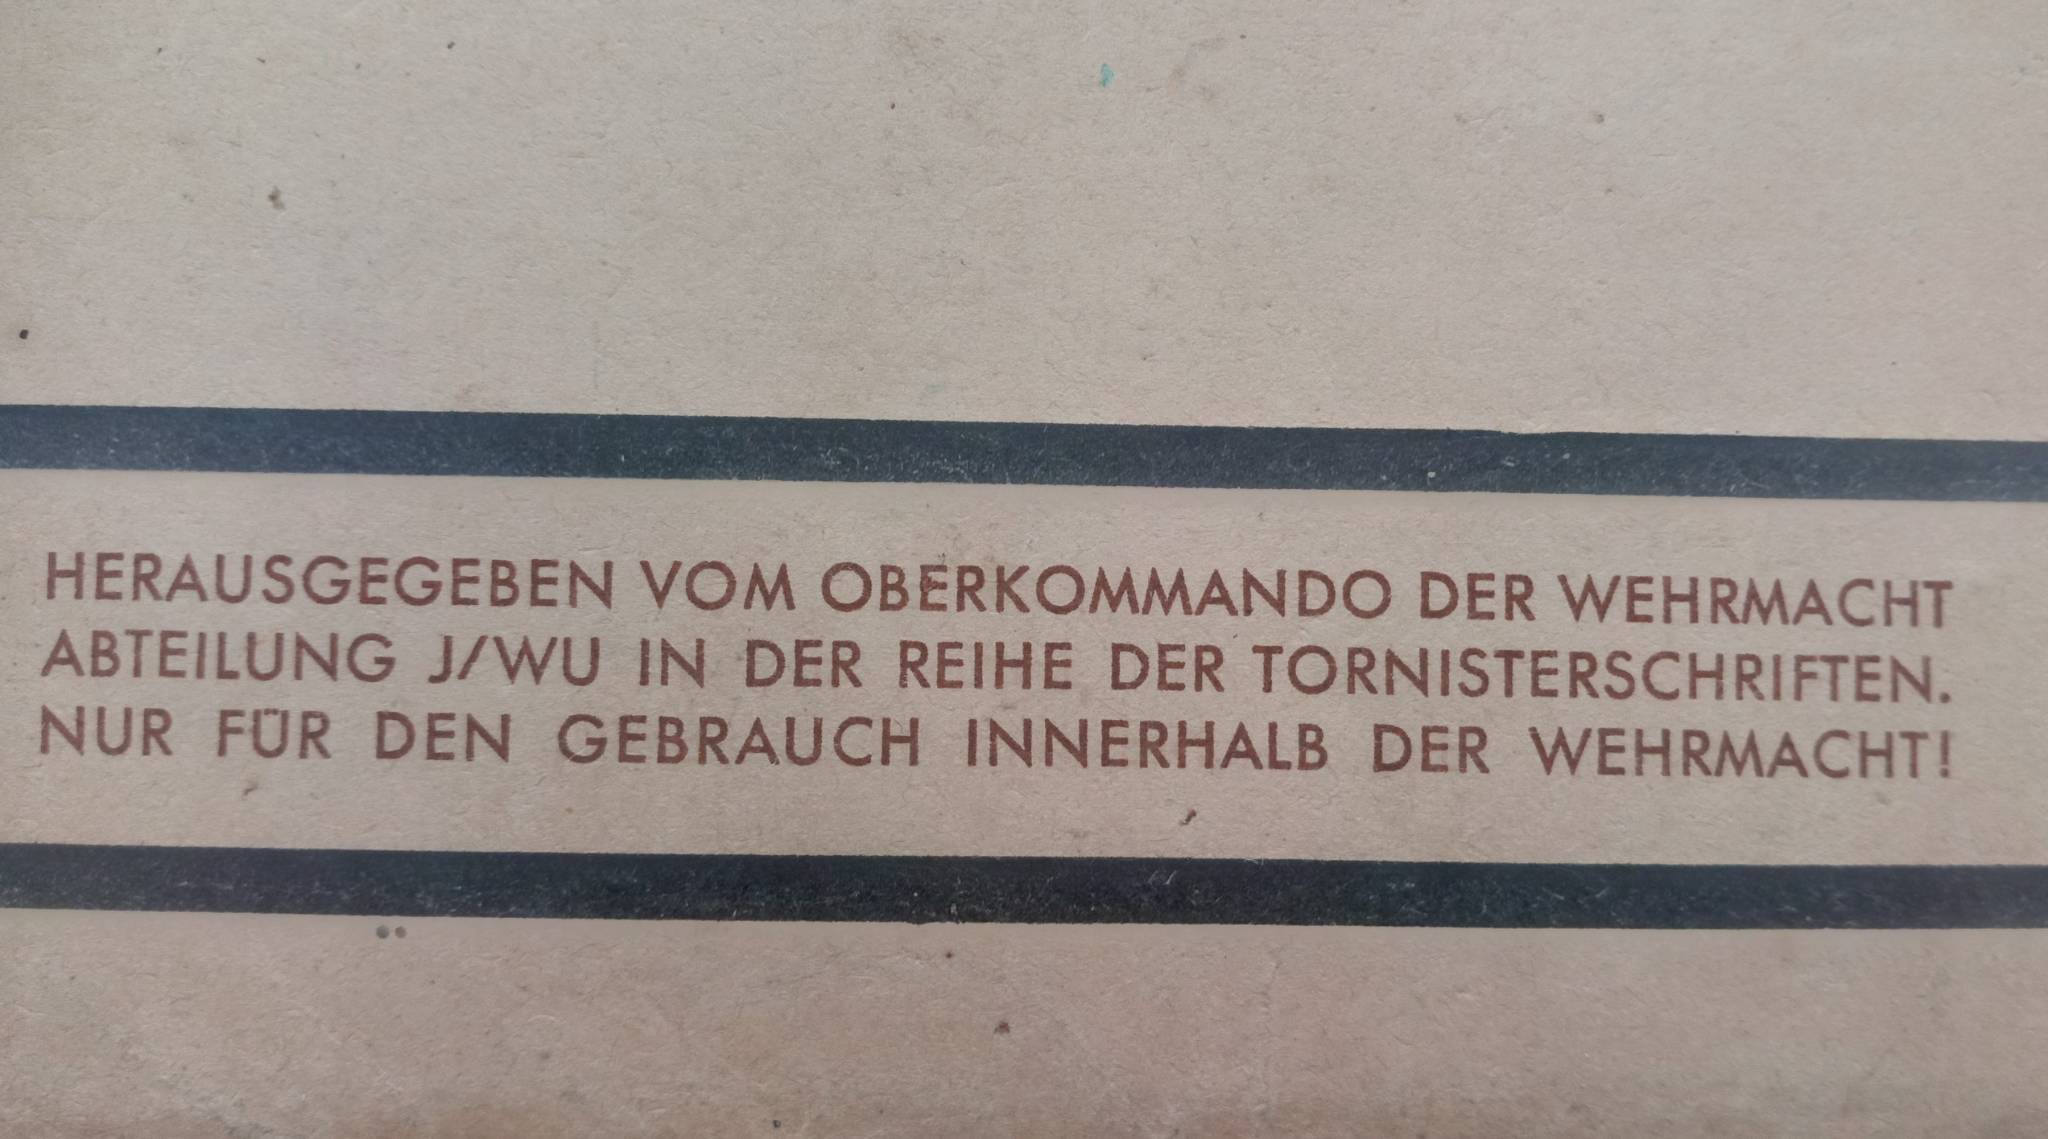 HERAUSGEGEBEN VOM OBERKOMMANDO DER WEHRMACHT
ABTEILUNG J/WU IN DER REIHE DER TORNISTERSCHRIFTEN.
NUR FÜR DEN GEBRAUCH INNERHALB DER WEHRMACHT!